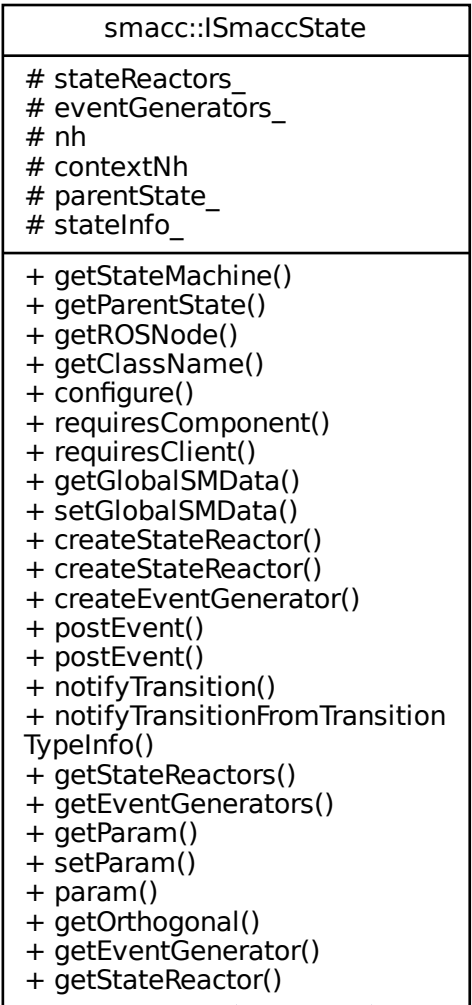 smacc::ISmaccState
# stateReactors_
# eventGenerators_
# nh
# contextNh
# parentState_
# stateInfo_
+ getStateMachine()
+ getParentState()
+ getROSNode()
+ getClassName()
+ configure()
+ requiresComponent()
+ requiresClient()
+ getGlobalSMData()
+ setGlobalSMData()
+ createStateReactor()
+ createStateReactor()
+ createEventGenerator()
+ postEvent()
+ postEvent()
+ notifyTransition()
+ notifyTransitionFromTransition
TypeInfo()
+ getStateReactors()
+ getEventGenerators()
+ getParam()
+ setParam()
+ param()
+ getOrthogonal()
+ getEventGenerator()
+ getStateReactor()